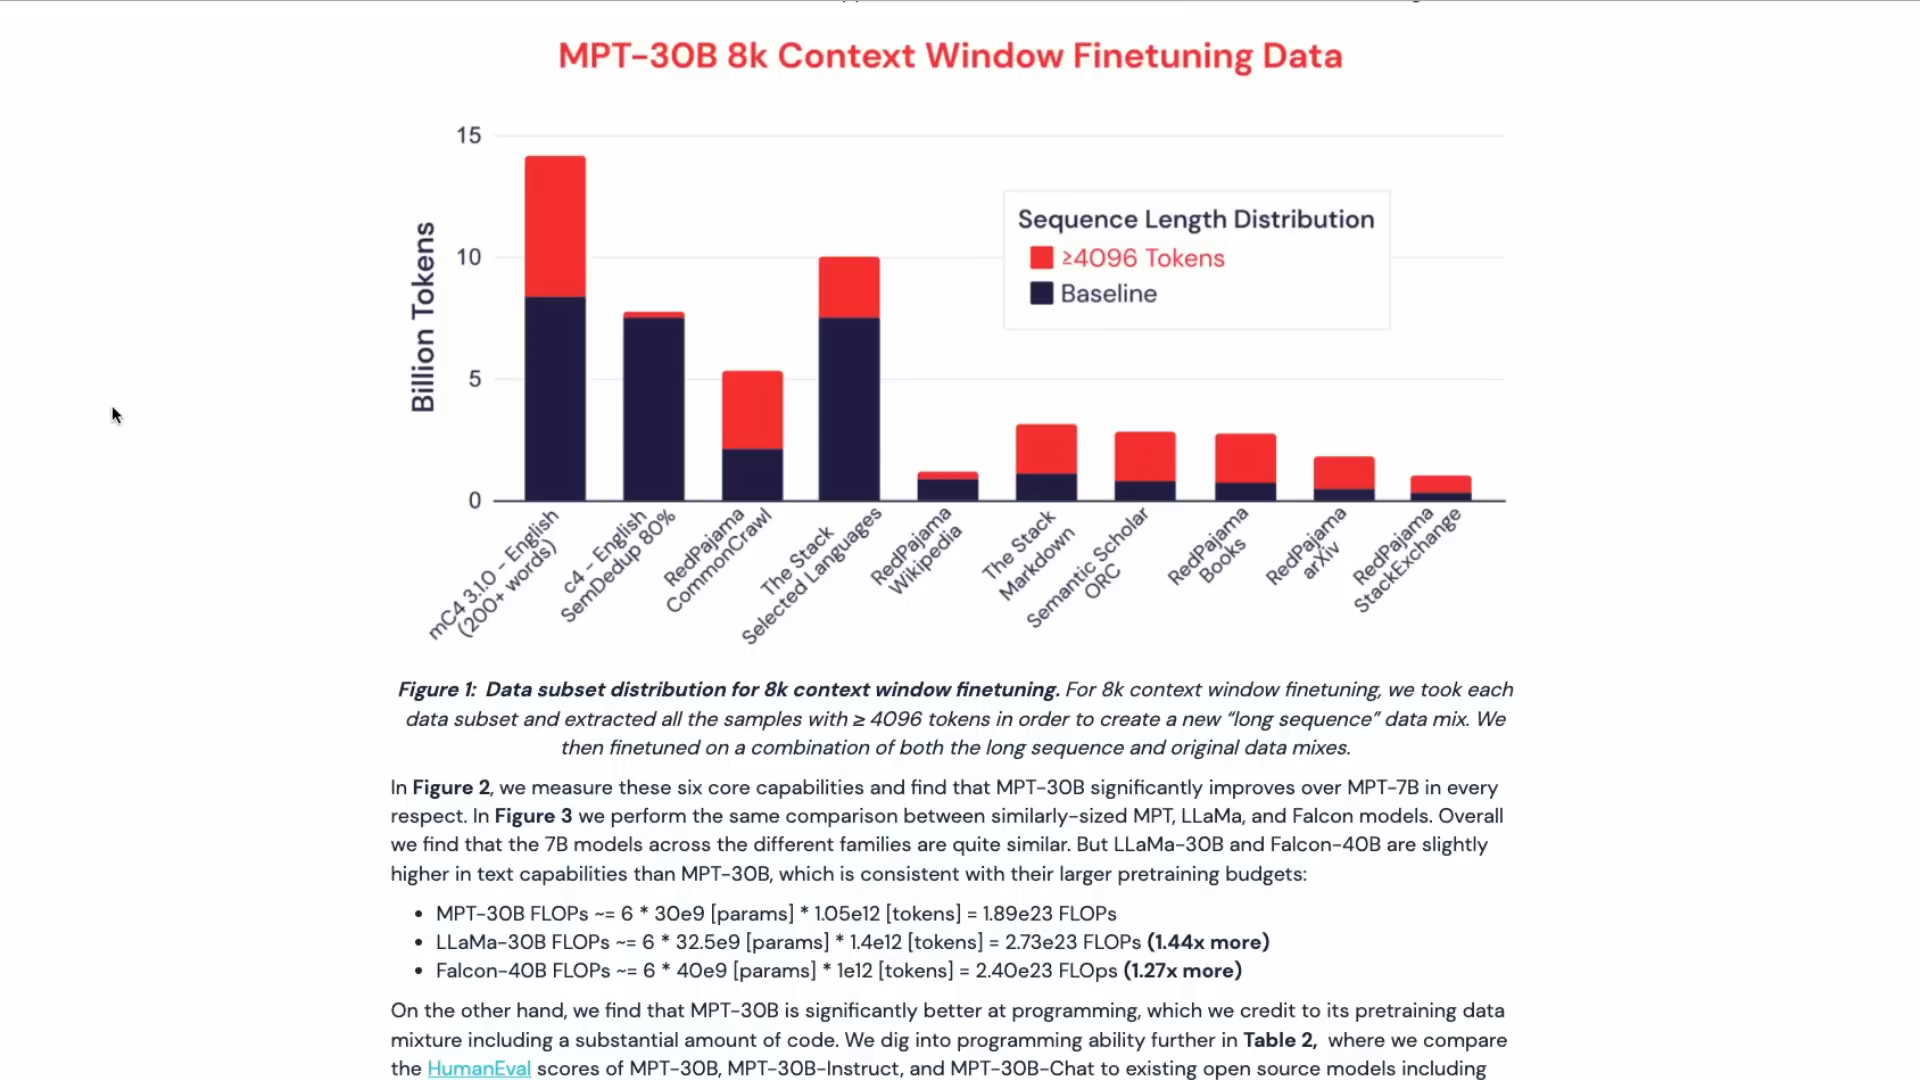 MPT-30B 8k Context Window Finetuning Data
15
10
5
0
Billion Tokens
Sequence Length Distribution
≥4096 Tokens
Baseline
mC4 3.1.0 - English
(200+ words)
c4 - English
SemDedup 80%
RedPajama
CommonCrawl
The Stack
Selected Languages
RedPajama
Wikipedia
The Stack
Markdown
Semantic Scholar
ORC
RedPajama
Books
RedPajama
arXiv
RedPajama
StackExchange
Figure 1: Data subset distribution for 8k context window finetuning. For 8k context window finetuning, we took each
data subset and extracted all the samples with ≥ 4096 tokens in order to create a new “long sequence” data mix. We
then finetuned on a combination of both the long sequence and original data mixes.
In Figure 2, we measure these six core capabilities and find that MPT-30B significantly improves over MPT-7B in every
respect. In Figure 3 we perform the same comparison between similarly-sized MPT, LLaMa, and Falcon models. Overall
we find that the 7B models across the different families are quite similar. But LLaMa-30B and Falcon-40B are slightly
higher in text capabilities than MPT-30B, which is consistent with their larger pretraining budgets:
• MPT-30B FLOPs ~= 6 * 30e9 [params] * 1.05e12 [tokens] = 1.89e23 FLOPs
• LLaMa-30B FLOPs ~= 6 * 32.5e9 [params] * 1.4e12 [tokens] = 2.73e23 FLOPs (1.44x more)
• Falcon-40B FLOPs ~= 6 * 40e9 [params] * 1e12 [tokens] = 2.40e23 FLOps (1.27x more)
On the other hand, we find that MPT-30B is significantly better at programming, which we credit to its pretraining data
mixture including a substantial amount of code. We dig into programming ability further in Table 2, where we compare
the HumanEval scores of MPT-30B, MPT-30B-Instruct, and MPT-30B-Chat to existing open source models including